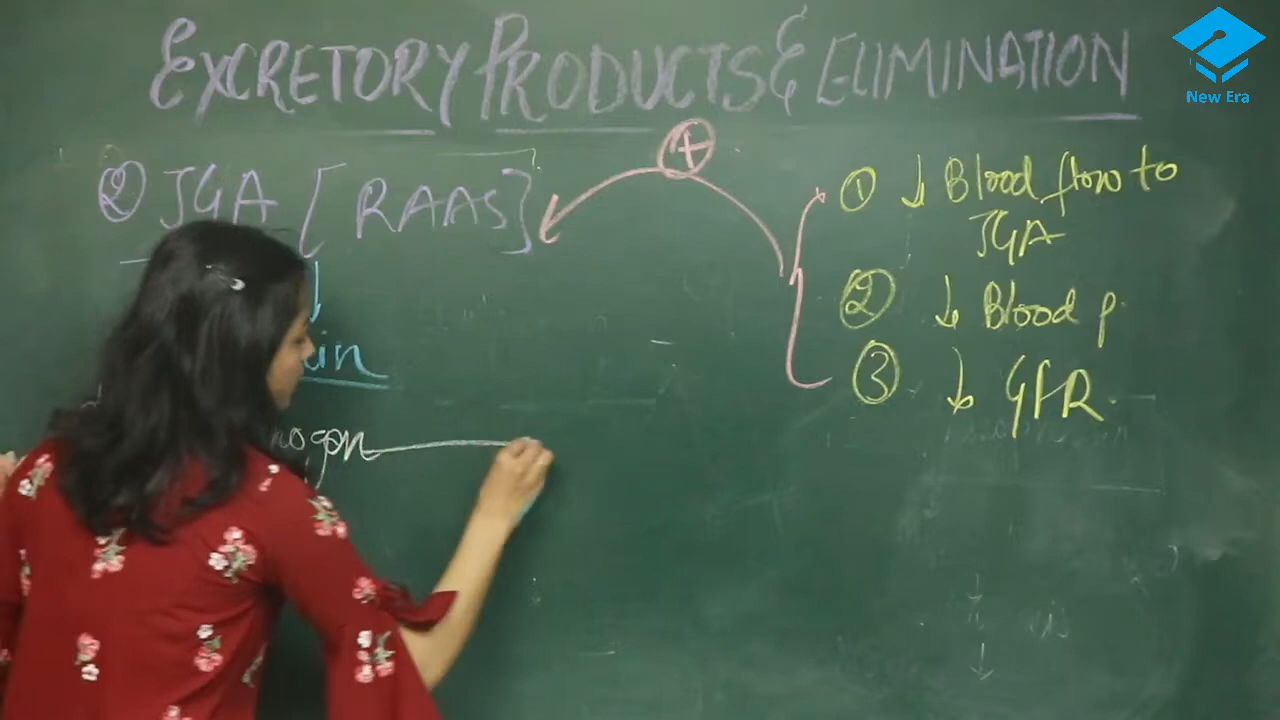 EXCRETORY PRODUCTS & ELIMINATION
New Era
② JGA [RAAS]
+
① ↓ Blood flow to
JGA
② ↓ Blood p.
③ ↓ GFR.